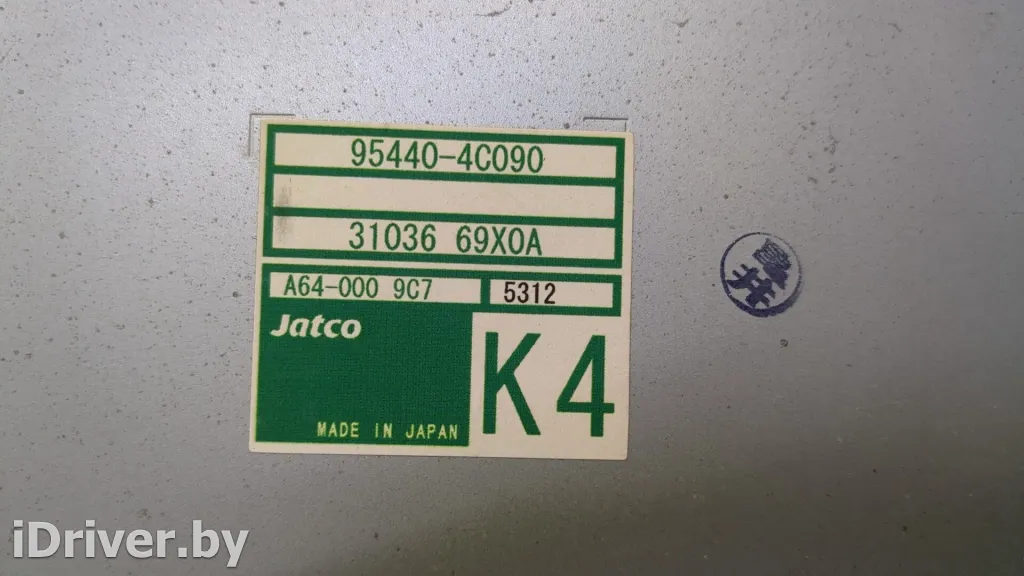 95440-4C090
31036 69X0A
A64-000 9C7
5312
Jatco
K4
MADE IN JAPAN
iDriver.by